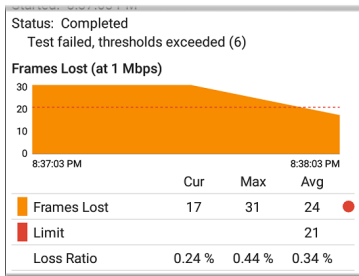 Status: Completed
Test failed, thresholds exceeded (6)
Frames Lost (at 1 Mbps)
30
20
10
0
8:37:03 PM 8:38:03 PM
Cur Max Avg
Frames Lost 17 31 24
Limit 21
Loss Ratio 0.24 % 0.44 % 0.34 %